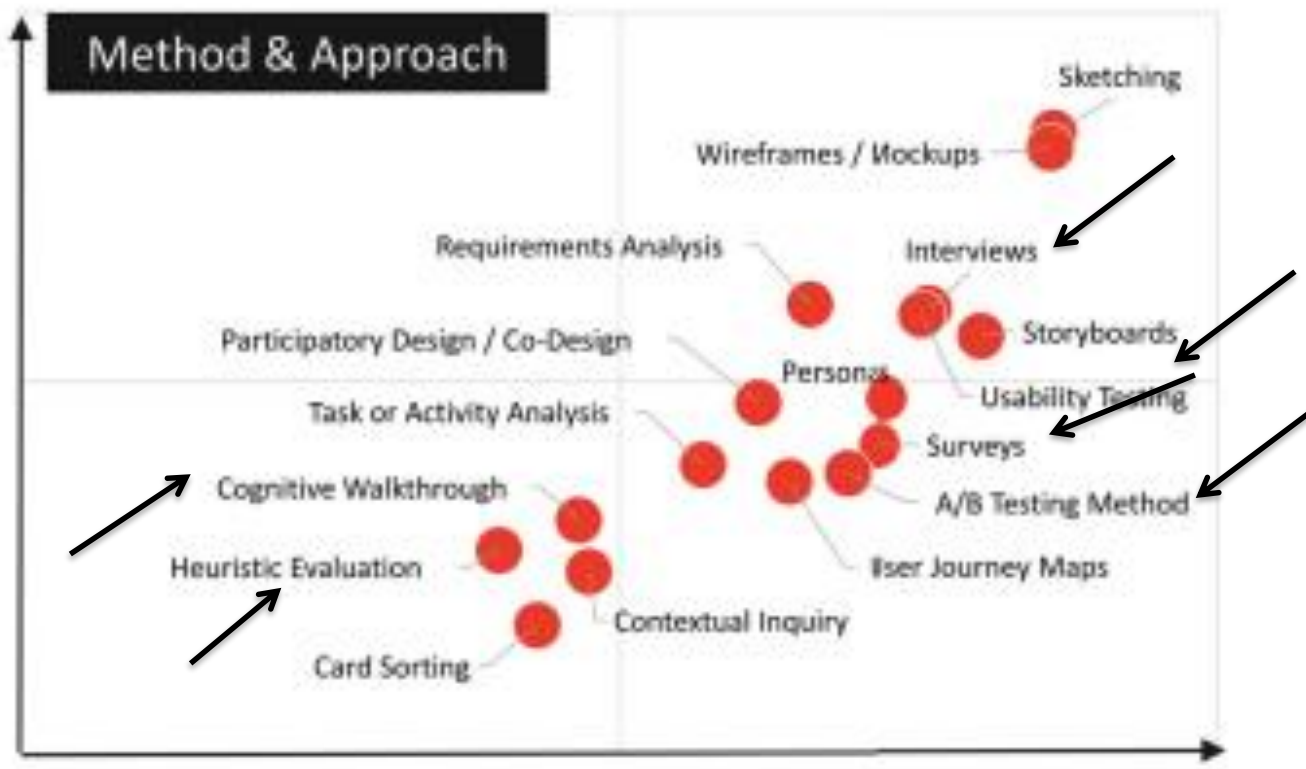 Method & Approach
Sketching
Wireframes / Mockups
Requirements Analysis
Interviews
Participatory Design / Co-Design
Storyboards
Personas
Usability Testing
Task or Activity Analysis
Surveys
Cognitive Walkthrough
A/B Testing Method
Heuristic Evaluation
User Journey Maps
Contextual Inquiry
Card Sorting